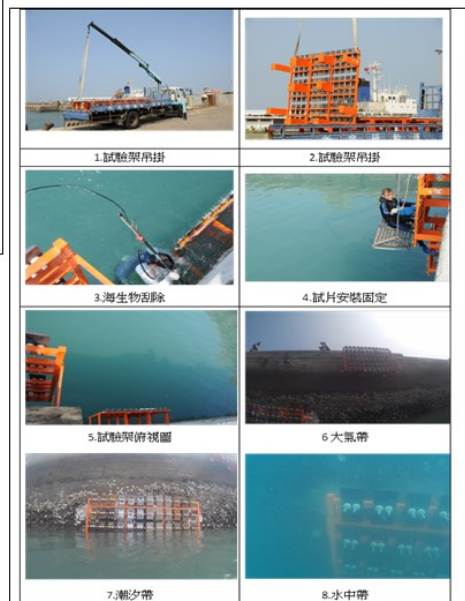 1.試驗架吊掛
2.試驗架吊掛
3.海生物刮除
4.試片安裝固定
5.試驗架俯視圖
6 大氣帶
7.潮汐帶
8.水中帶